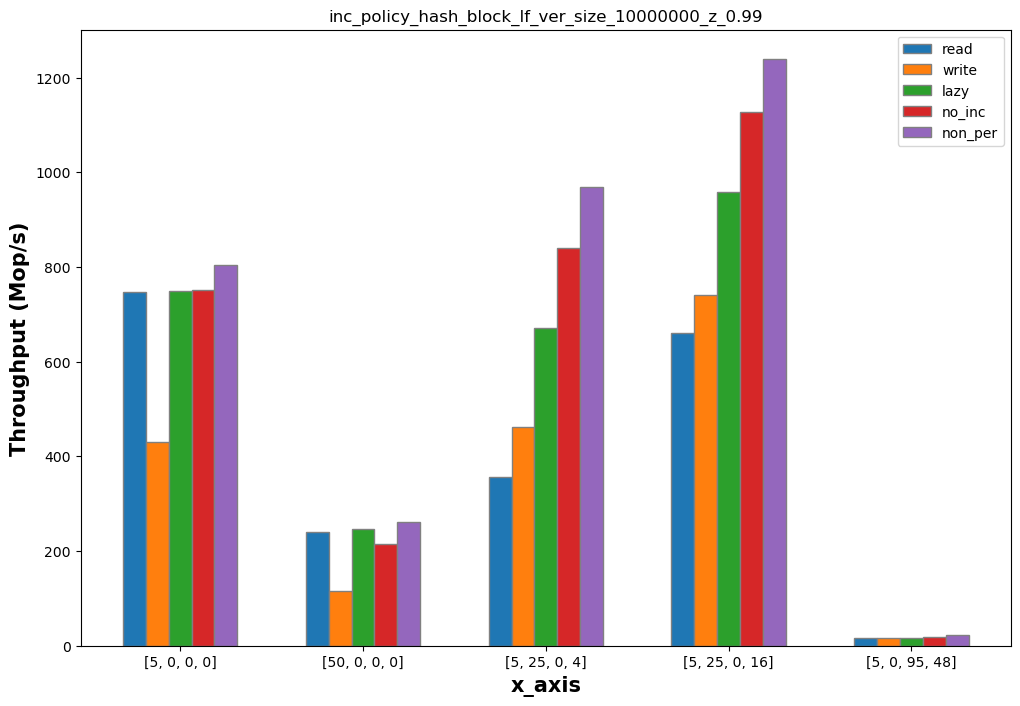 inc_policy_hash_block_lf_ver_size_10000000_z_0.99
read
write
lazy
no_inc
non_per
Throughput (Mop/s)
1200
1000
800
600
400
200
0
[5, 0, 0, 0]
[50, 0, 0, 0]
[5, 25, 0, 4]
[5, 25, 0, 16]
[5, 0, 95, 48]
x_axis